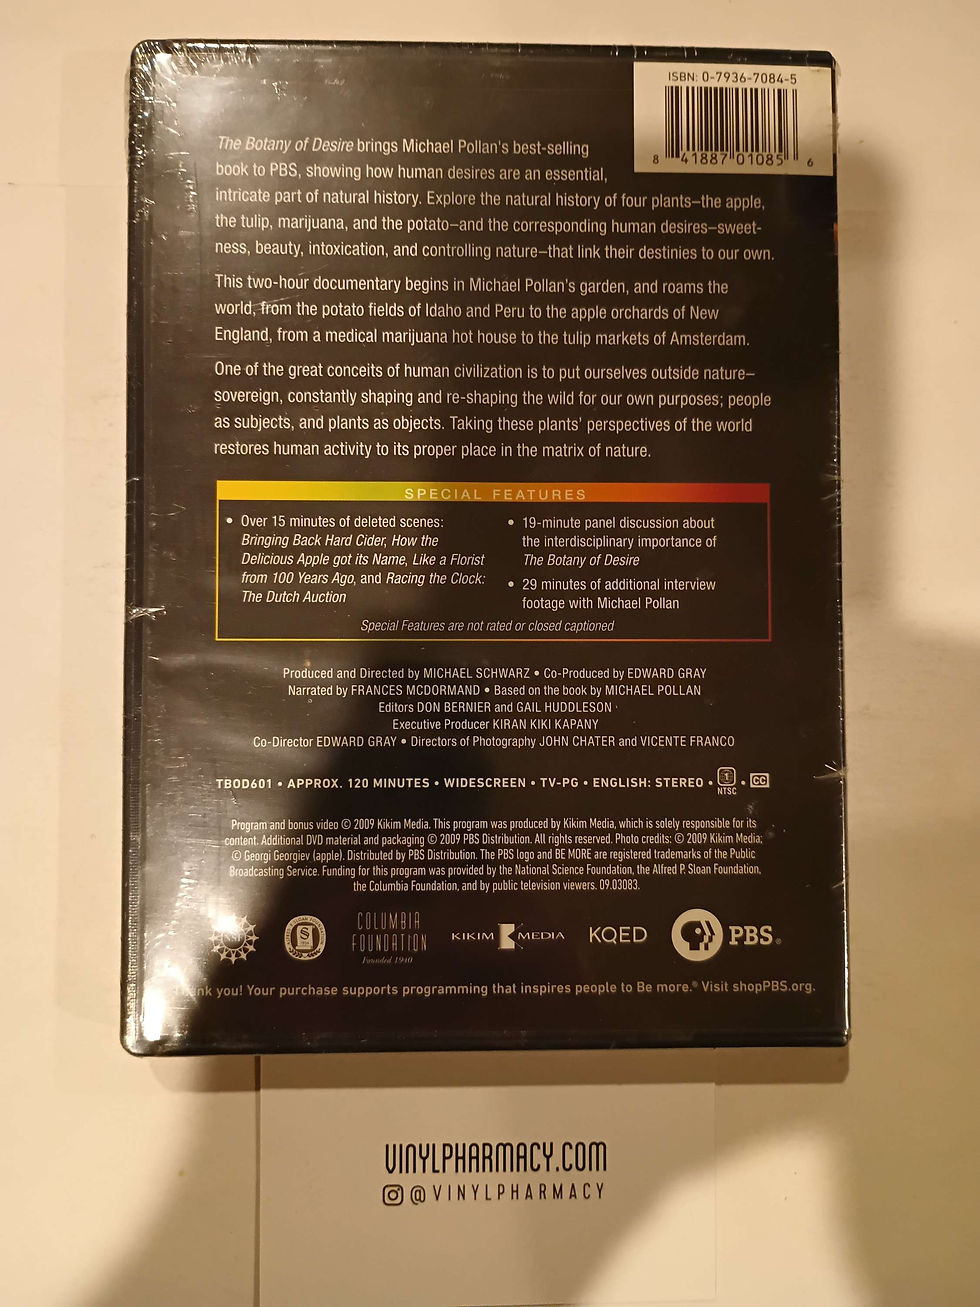 ISBN: 0-7936-7084-5
8 41887 01085 6
The Botany of Desire brings Michael Pollan's best-selling
book to PBS, showing how human desires are an essential,
intricate part of natural history. Explore the natural history of four plants—the apple,
the tulip, marijuana, and the potato—and the corresponding human desires—sweet-
ness, beauty, intoxication, and controlling nature—that link their destinies to our own.
This two-hour documentary begins in Michael Pollan's garden, and roams the
world, from the potato fields of Idaho and Peru to the apple orchards of New
England, from a medical marijuana hot house to the tulip markets of Amsterdam.
One of the great conceits of human civilization is to put ourselves outside nature—
sovereign, constantly shaping and re-shaping the wild for our own purposes; people
as subjects, and plants as objects. Taking these plants' perspectives of the world
restores human activity to its proper place in the matrix of nature.
SPECIAL FEATURES
• Over 15 minutes of deleted scenes:
Bringing Back Hard Cider, How the
Delicious Apple got its Name, Like a Florist
from 100 Years Ago, and Racing the Clock:
The Dutch Auction
• 19-minute panel discussion about
the interdisciplinary importance of
The Botany of Desire
• 29 minutes of additional interview
footage with Michael Pollan
Special Features are not rated or closed captioned
Produced and Directed by MICHAEL SCHWARZ • Co-Produced by EDWARD GRAY
Narrated by FRANCES MCDORMAND • Based on the book by MICHAEL POLLAN
Editors DON BERNIER and GAIL HUDDLESON
Executive Producer KIRAN KIKI KAPANY
Co-Director EDWARD GRAY • Directors of Photography JOHN CHATER and VICENTE FRANCO
TBOD601 • APPROX. 120 MINUTES • WIDESCREEN • TV-PG • ENGLISH: STEREO • 1 NTSC • CC
Program and bonus video © 2009 Kikim Media. This program was produced by Kikim Media, which is solely responsible for its
content. Additional DVD material and packaging © 2009 PBS Distribution. All rights reserved. Photo credits: © 2009 Kikim Media;
© Georgi Georgiev (apple). Distributed by PBS Distribution. The PBS logo and BE MORE are registered trademarks of the Public
Broadcasting Service. Funding for this program was provided by the National Science Foundation, the Alfred P. Sloan Foundation,
the Columbia Foundation, and by public television viewers. 09.03083.
NSF
COLUMBIA
FOUNDATION
Founded 1940
KIKIM MEDIA
KQED
PBS®
you! Your purchase supports programming that inspires people to Be more.® Visit shopPBS.org.
VINYLPHARMACY.COM
@VINYLPHARMACY